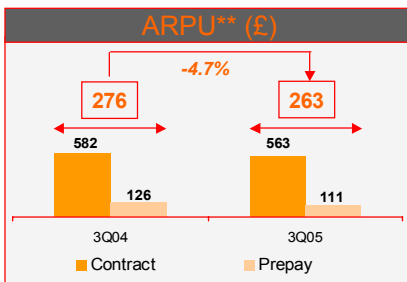 ARPU** (£)
-4.7%
276 263
582 563
126 111
3Q04 3Q05
Contract Prepay